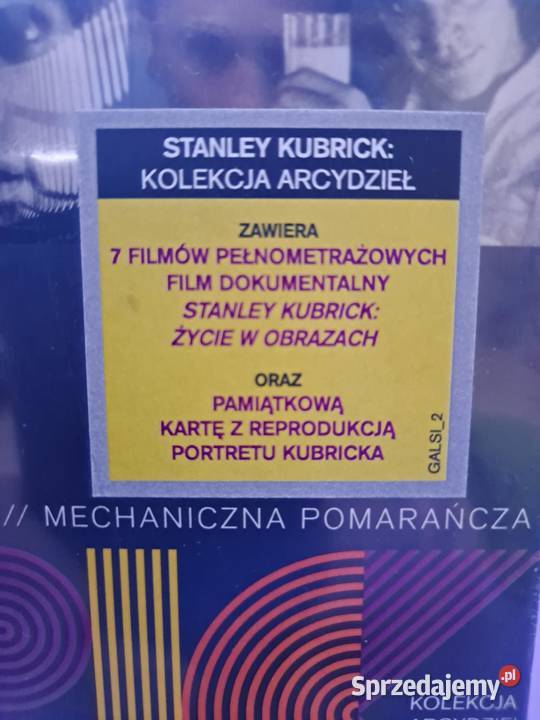 STANLEY KUBRICK:
KOLEKCJA ARCYDZIEŁ
ZAWIERA
7 FILMÓW PEŁNOMETRAŻOWYCH
FILM DOKUMENTALNY
STANLEY KUBRICK:
ŻYCIE W OBRAZACH
ORAZ
PAMIĄTKOWĄ
KARTĘ Z REPRODUKCJĄ
PORTRETU KUBRICKA
GALSI_2
// MECHANICZNA POMARAŃCZA
Sprzedajemy.pl
KOLEKCJA
ARCYDZIEŁ